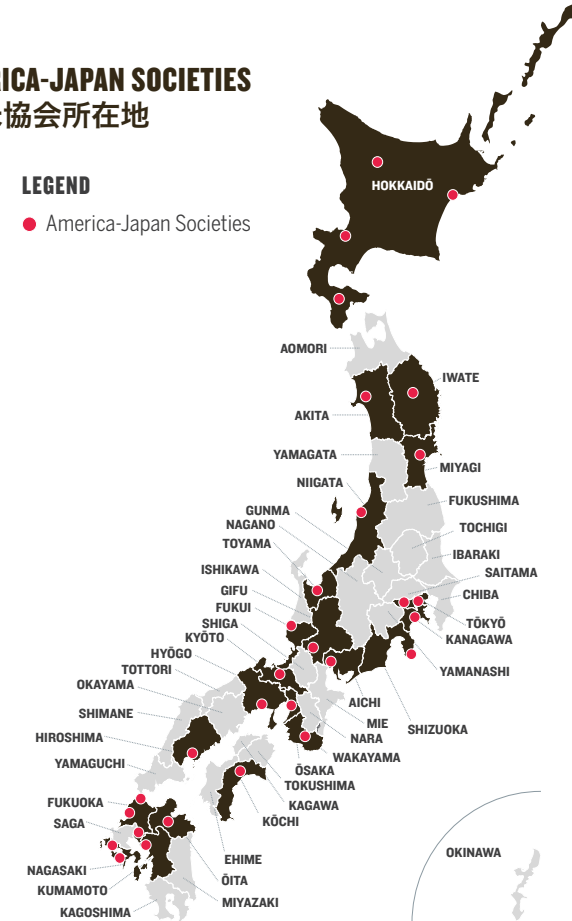 RICA-JAPAN SOCIETIES
協会所在地
LEGEND
America-Japan Societies
HOKKAIDŌ
AOMORI
IWATE
AKITA
YAMAGATA
MIYAGI
NIIGATA
FUKUSHIMA
GUNMA
NAGANO
TOCHIGI
TOYAMA
IBARAKI
ISHIKAWA
SAITAMA
GIFU
CHIBA
FUKUI
SHIGA
TŌKYŌ
KYŌTO
KANAGAWA
HYŌGO
YAMANASHI
TOTTORI
OKAYAMA
AICHI
SHIMANE
MIE
SHIZUOKA
HIROSHIMA
NARA
WAKAYAMA
YAMAGUCHI
ŌSAKA
TOKUSHIMA
FUKUOKA
KAGAWA
SAGA
KŌCHI
OKINAWA
EHIME
NAGASAKI
ŌITA
KUMAMOTO
MIYAZAKI
KAGOSHIMA